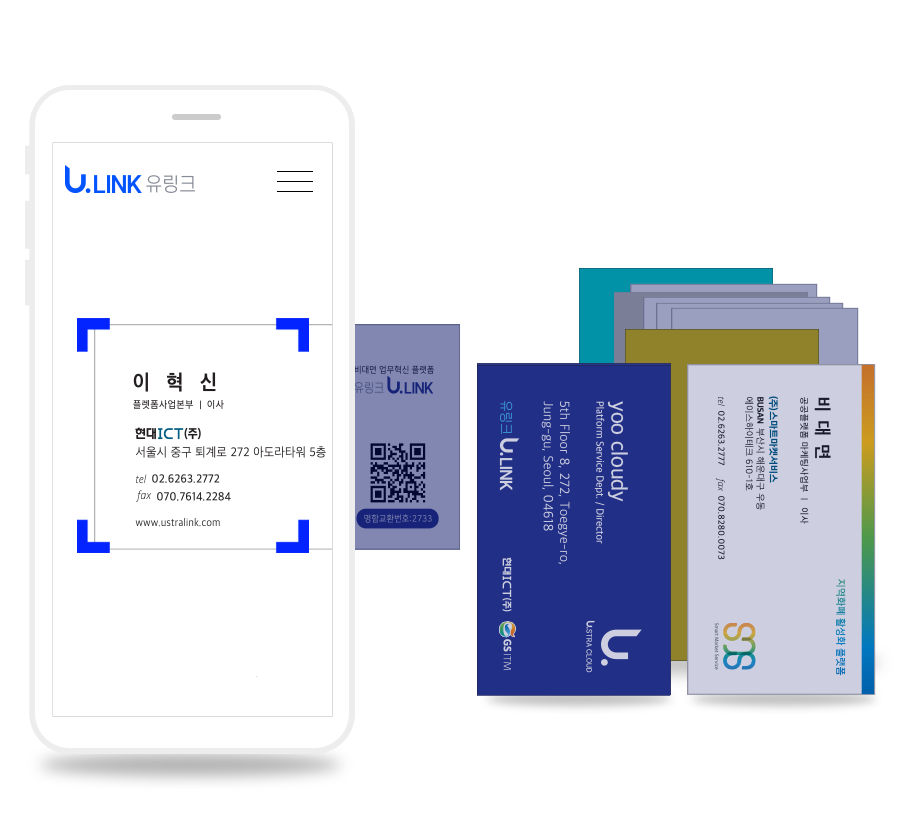 U.LINK 유링크
이 혁 신
플랫폼사업본부 | 이사
현대ICT(주)
서울시 중구 퇴계로 272 아도라타워 5층
tel 02.6263.2772
fax 070.7614.2284
www.ustralink.com
비대면 업무혁신 플랫폼
유링크 U.LINK
명함교환번호:2733
yoo cloudy
Platform Service Dept. / Director
5th Floor 8, 272, Toegye-ro,
Jung-gu, Seoul, 04618
유링크 U.LINK
U.
U.STRA CLOUD
현대ICT(주) GS ITM
비 대 면
공공플랫폼 마케팅사업부 | 이사
(주)스마트마켓서비스
BUSAN 부산시 해운대구 우동
에이스하이테크 610-1호
tel 02.6263.2777 fax 070.8280.0073
지역화폐 활성화 플랫폼
sms
Smart Market Service